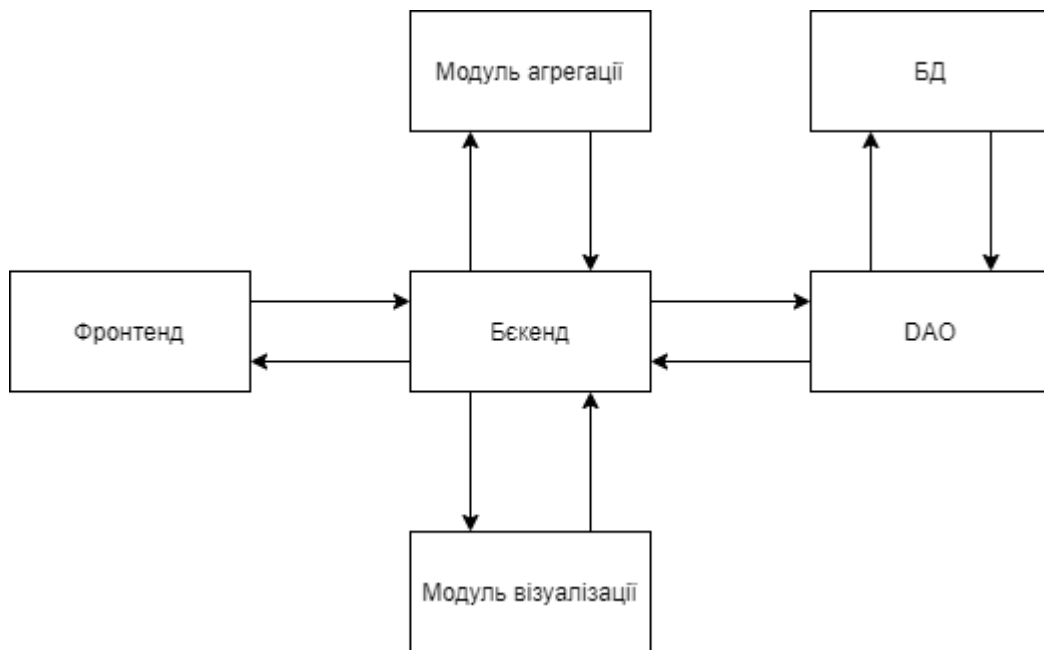 Модуль агрегації
БД
Фронтенд
Бєкенд
DAO
Модуль візуалізації